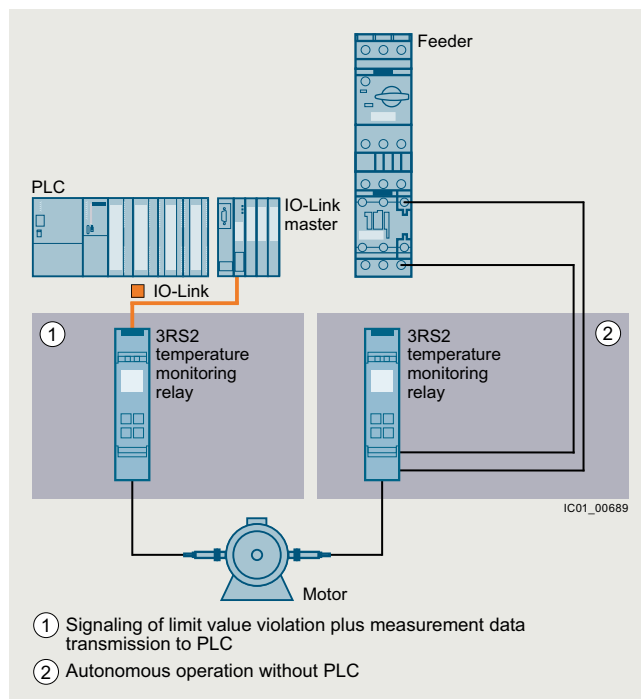 Feeder
PLC
IO-Link
master
IO-Link
1
3RS2
temperature
monitoring
relay
3RS2
temperature
monitoring
relay
2
IC01_00689
Motor
1 Signaling of limit value violation plus measurement data
transmission to PLC
2 Autonomous operation without PLC